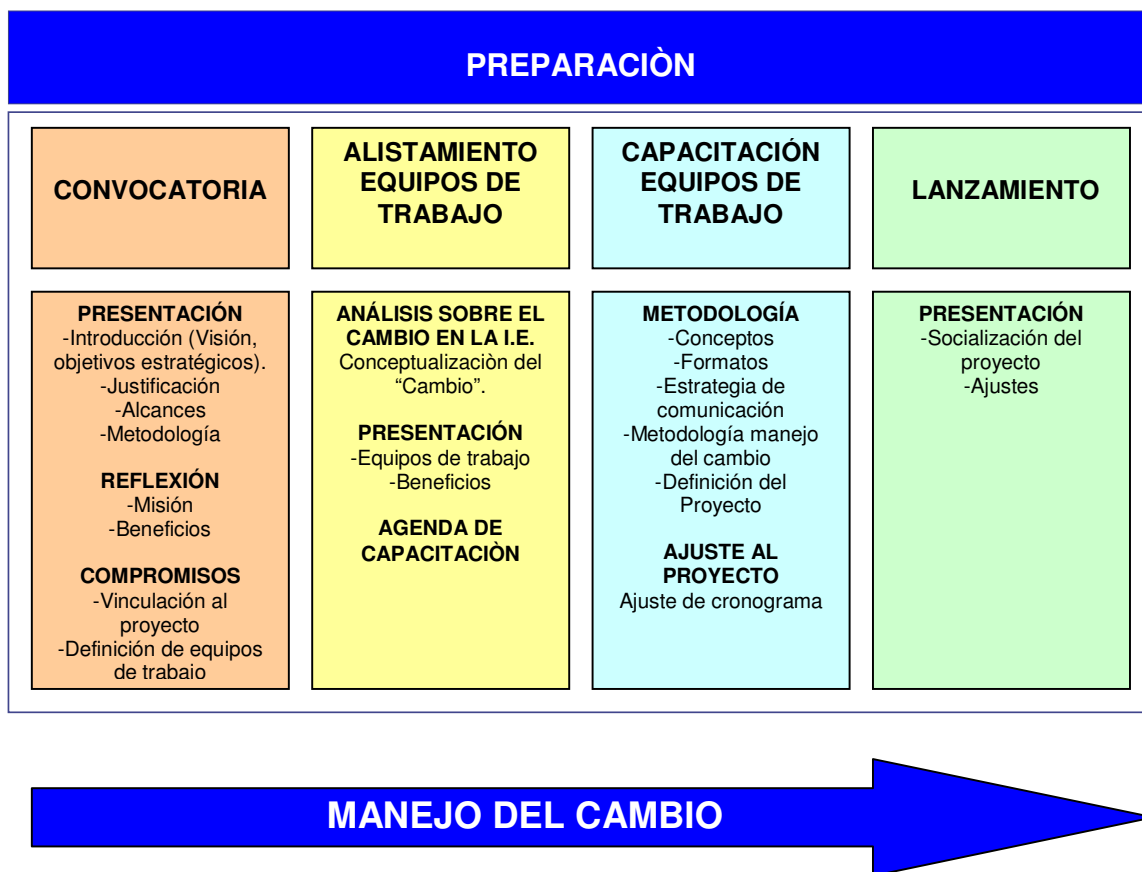 PREPARACIÒN
CONVOCATORIA
ALISTAMIENTO
EQUIPOS DE
TRABAJO
CAPACITACIÓN
EQUIPOS DE
TRABAJO
LANZAMIENTO
PRESENTACIÓN
-Introducción (Visión,
objetivos estratégicos).
-Justificación
-Alcances
-Metodología
REFLEXIÓN
-Misión
-Beneficios
COMPROMISOS
-Vinculación al
proyecto
-Definición de equipos
de trabajo
ANÁLISIS SOBRE EL
CAMBIO EN LA I.E.
Conceptualizaciòn del
“Cambio”.
PRESENTACIÓN
-Equipos de trabajo
-Beneficios
AGENDA DE
CAPACITACIÒN
METODOLOGÍA
-Conceptos
-Formatos
-Estrategia de
comunicación
-Metodología manejo
del cambio
-Definición del
Proyecto
AJUSTE AL
PROYECTO
Ajuste de cronograma
PRESENTACIÓN
-Socialización del
proyecto
-Ajustes
MANEJO DEL CAMBIO